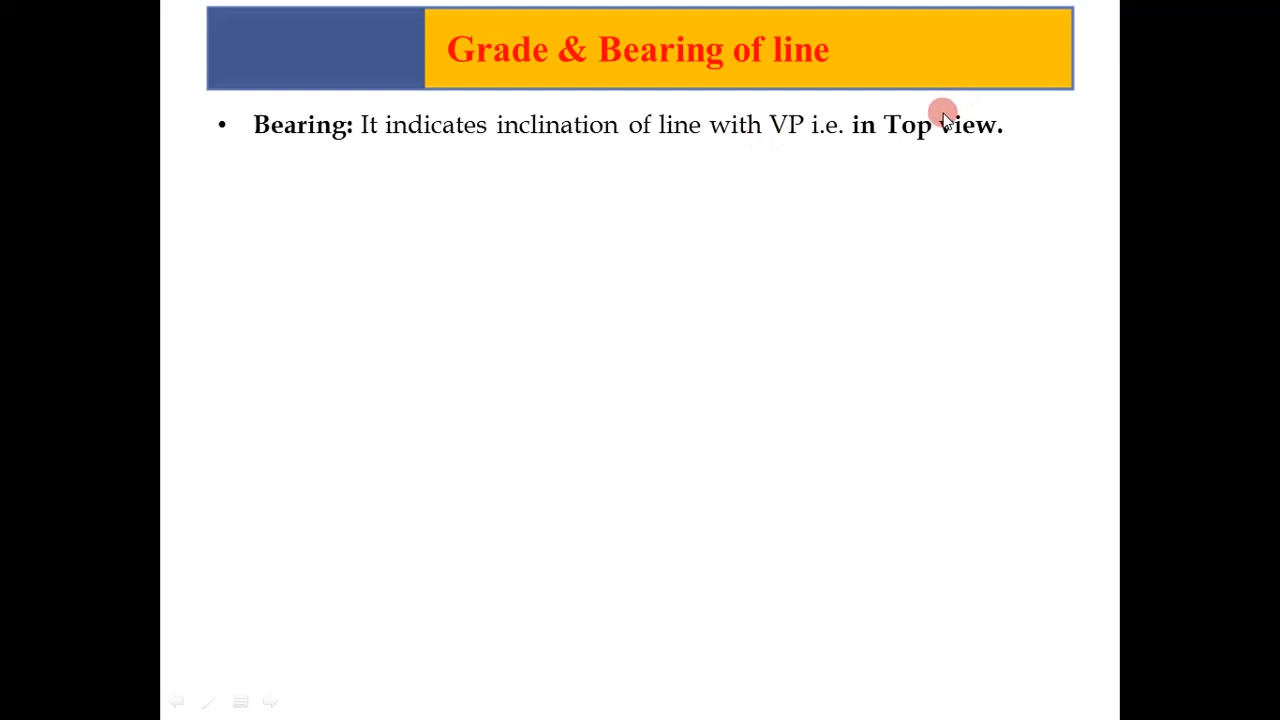 Grade & Bearing of line
• Bearing: It indicates inclination of line with VP i.e. in Top view.